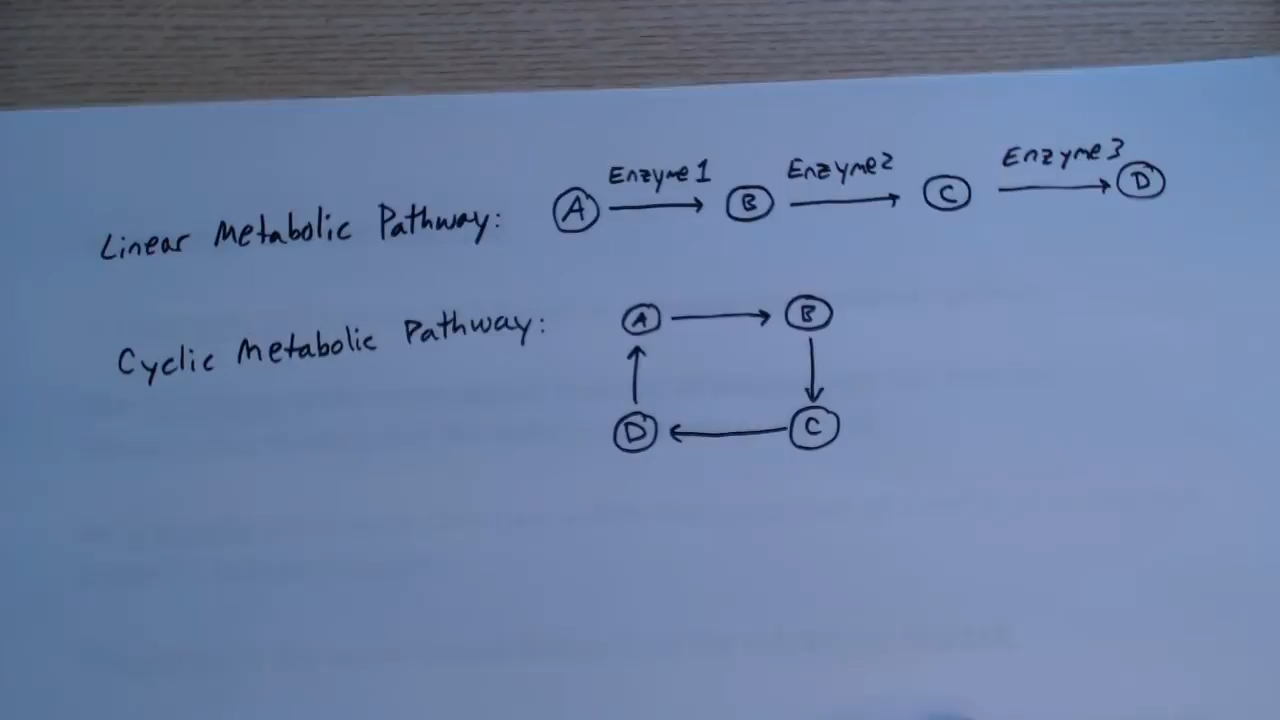 Enzyme 1 Enzyme 2 Enzyme 3
Linear Metabolic Pathway: A B C D
Cyclic Metabolic Pathway: A B
D C